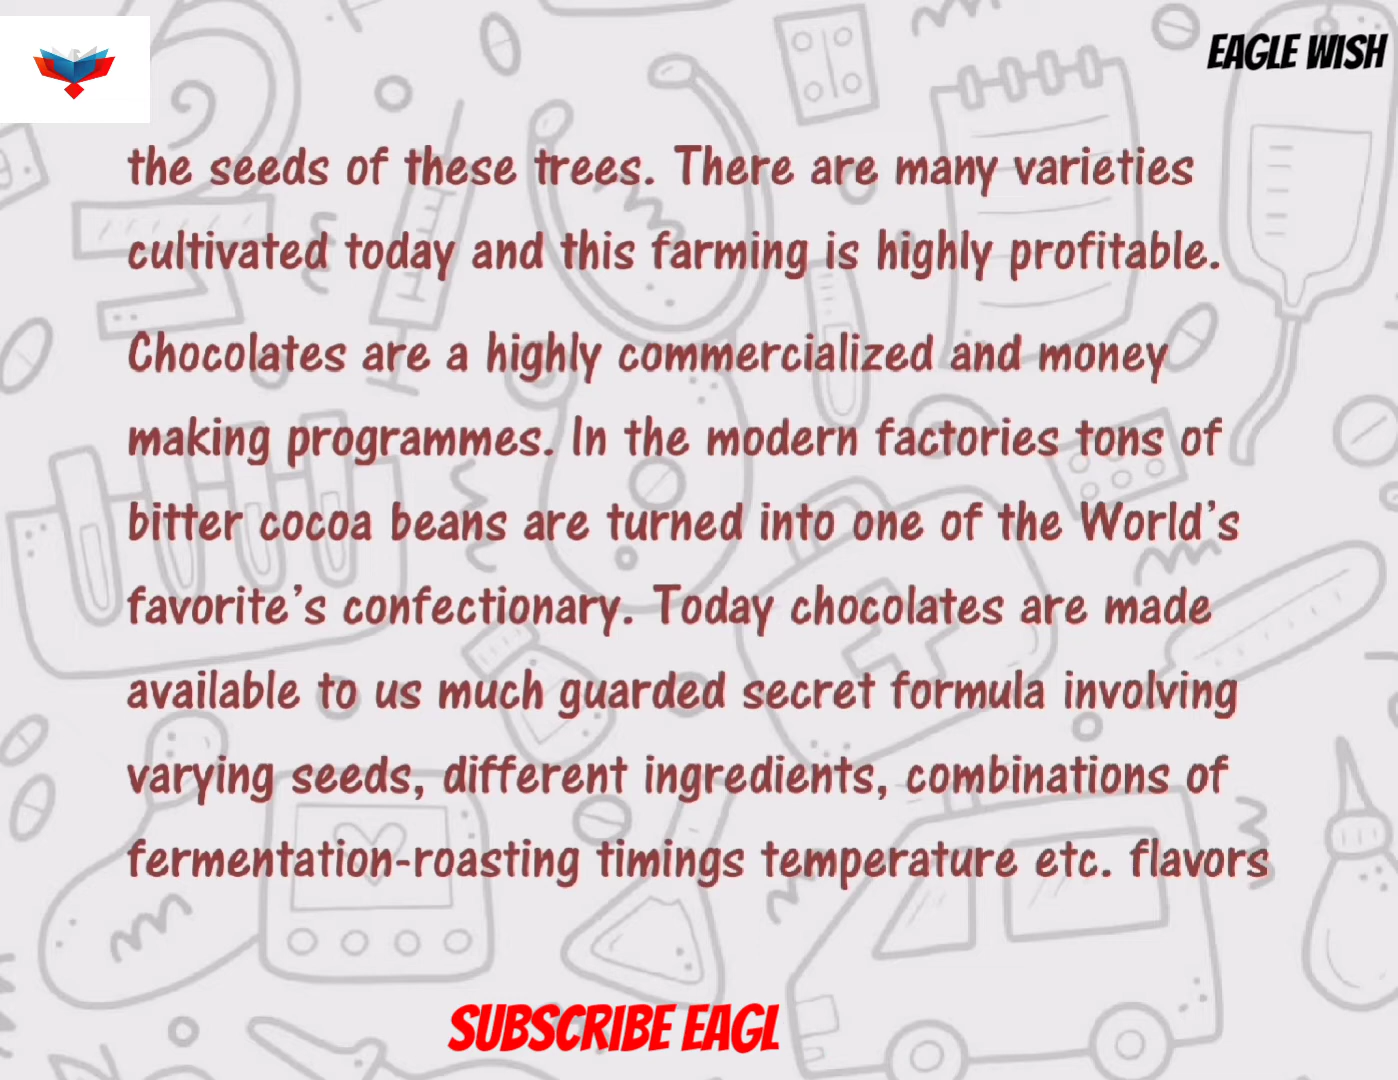 EAGLE WISH
the seeds of these trees. There are many varieties
cultivated today and this farming is highly profitable.
Chocolates are a highly commercialized and money
making programmes. In the modern factories tons of
bitter cocoa beans are turned into one of the World's
favorite's confectionary. Today chocolates are made
available to us much guarded secret formula involving
varying seeds, different ingredients, combinations of
fermentation-roasting timings temperature etc. flavors
SUBSCRIBE EAGL